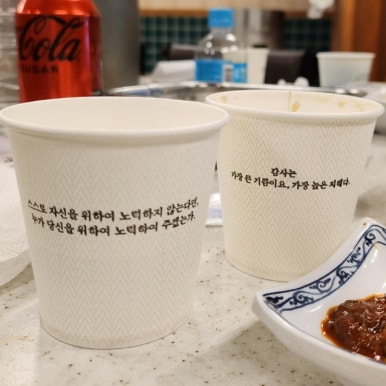 Coca-Cola
SUGAR
감사는
가장 큰 기쁨이요, 가장 높은 지혜다.
스스로 자신을 위하여 노력하지 않는다면,
누가 당신을 위하여 노력하여 주겠는가.